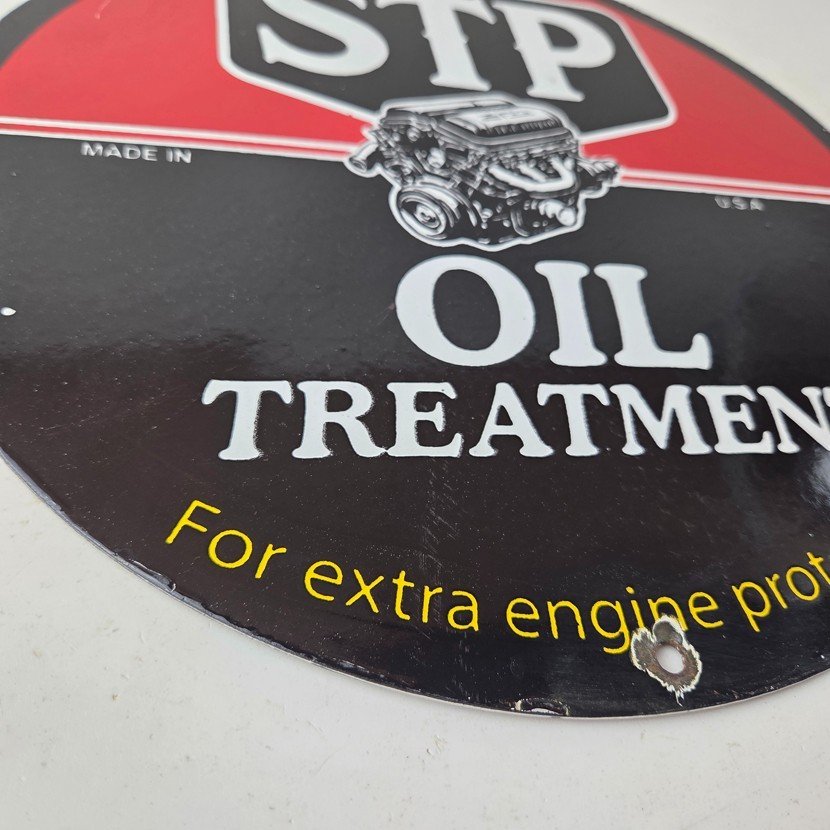 STP
MADE IN USA
OIL
TREATMEN
For extra engine prot